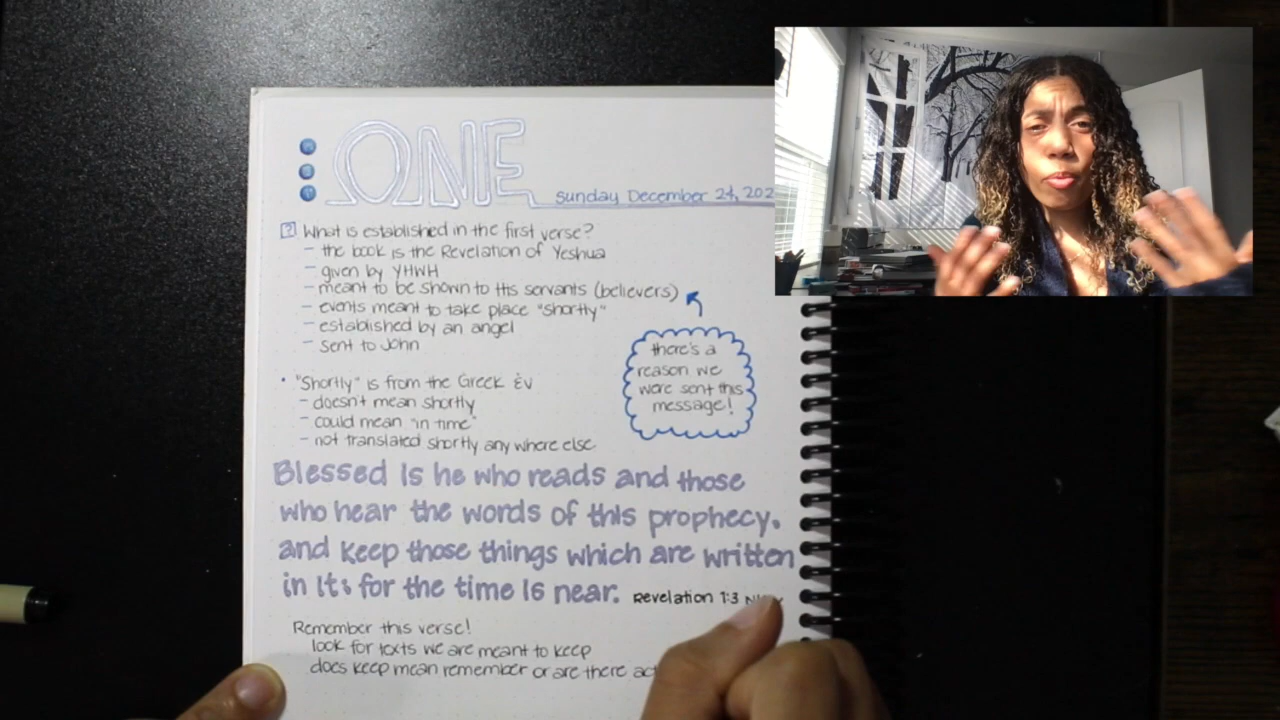 ONE
sunday December 24, 202
? What is established in the first verse?
– the book is the Revelation of Yeshua
– given by YHWH
– meant to be shown to His servants (believers)
– events meant to take place "shortly"
– established by an angel
– sent to John
there's a
reason we
were sent this
message!
• "Shortly" is from the Greek ἐν
– doesn't mean shortly
– could mean "in time"
– not translated shortly any where else
Blessed is he who reads and those
who hear the words of this prophecy,
and keep those things which are written
in it; for the time is near. Revelation 1:3
Remember this verse!
look for texts we are meant to keep
does keep mean remember or are there